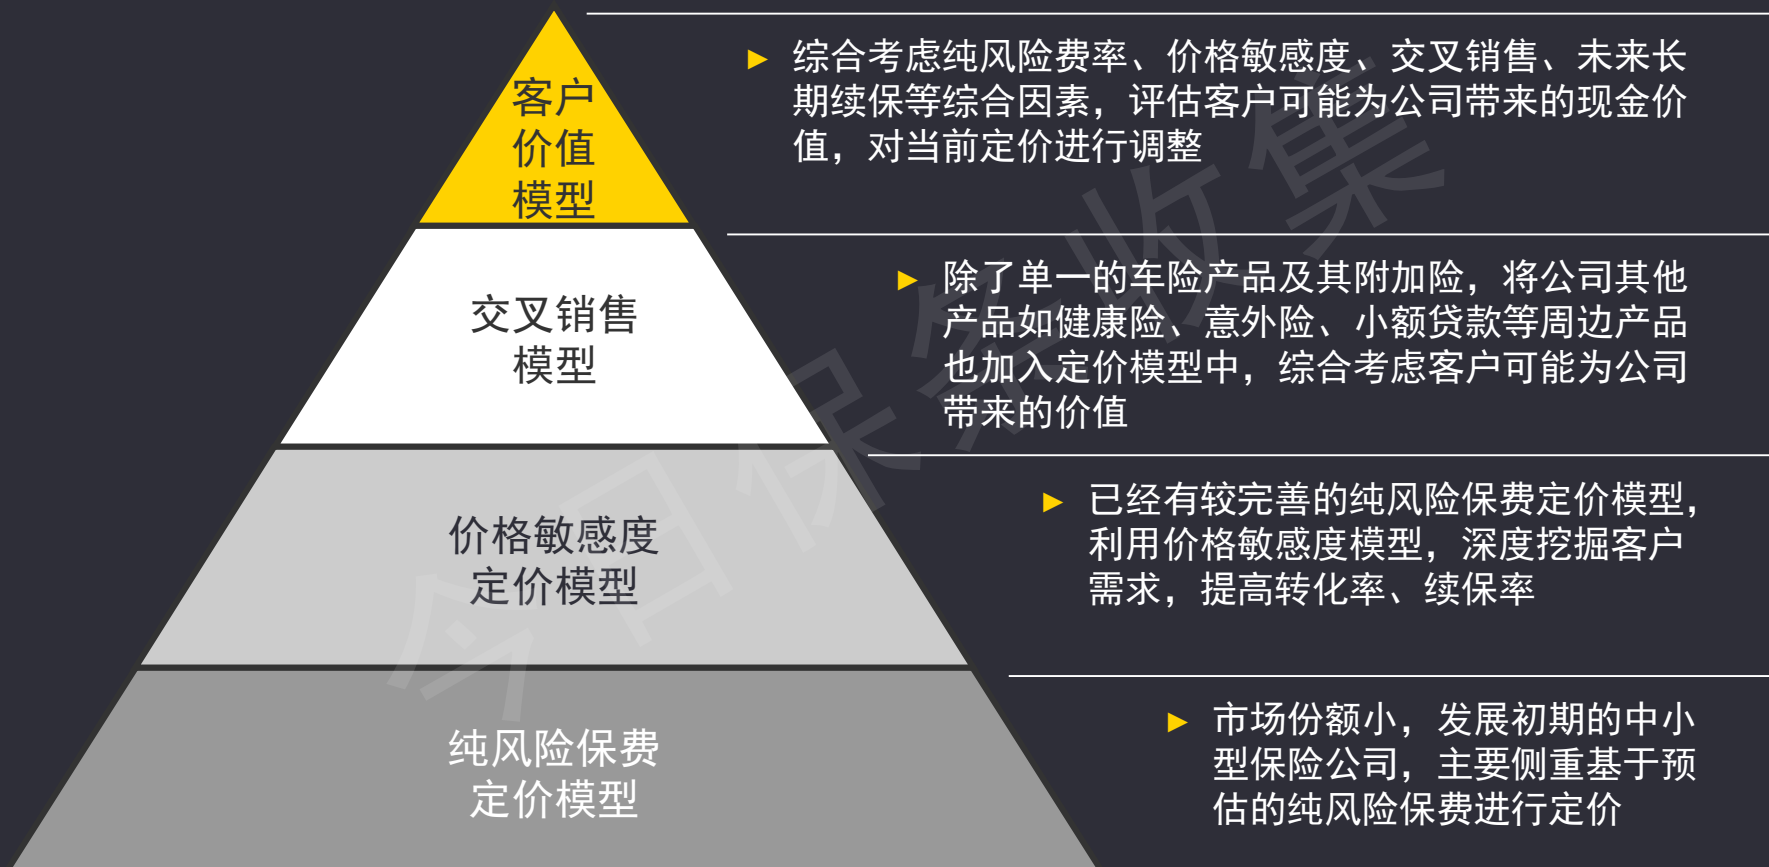 客户
价值
模型
综合考虑纯风险费率、价格敏感度、交叉销售、未来长
期续保等综合因素，评估客户可能为公司带来的现金价
值，对当前定价进行调整
交叉销售
模型
除了单一的车险产品及其附加险，将公司其他
产品如健康险、意外险、小额贷款等周边产品
也加入定价模型中，综合考虑客户可能为公司
带来的价值
价格敏感度
定价模型
已经有较完善的纯风险保费定价模型，
利用价格敏感度模型，深度挖掘客户
需求，提高转化率、续保率
纯风险保费
定价模型
市场份额小，发展初期的中小
型保险公司，主要侧重基于预
估的纯风险保费进行定价
今日保条收集